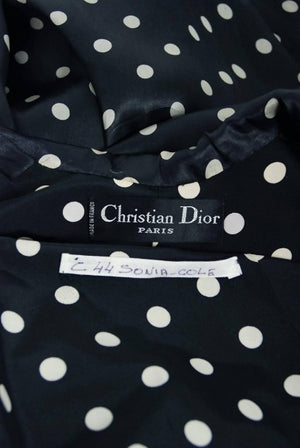 MADE IN FRANCE
Christian Dior
PARIS
C 44 SONIA-COLE